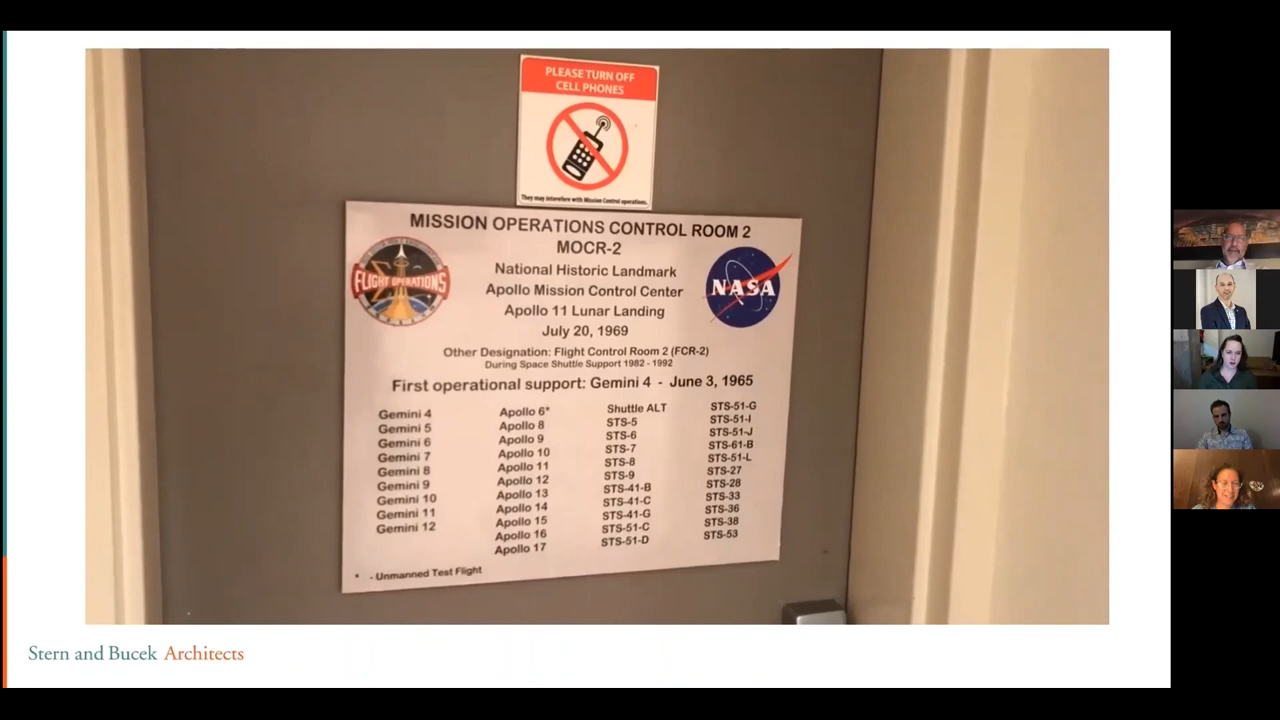 PLEASE TURN OFF
CELL PHONES
They may interefere with Mission Control operations.
MISSION OPERATIONS CONTROL ROOM 2
MOCR-2
National Historic Landmark
Apollo Mission Control Center
Apollo 11 Lunar Landing
July 20, 1969
Other Designation: Flight Control Room 2 (FCR-2)
During Space Shuttle Support 1982 - 1992
First operational support: Gemini 4 - June 3, 1965
FLIGHT OPERATIONS
NASA
Gemini 4
Gemini 5
Gemini 6
Gemini 7
Gemini 8
Gemini 9
Gemini 10
Gemini 11
Gemini 12
Apollo 6*
Apollo 8
Apollo 9
Apollo 10
Apollo 11
Apollo 12
Apollo 13
Apollo 14
Apollo 15
Apollo 16
Apollo 17
Shuttle ALT
STS-5
STS-6
STS-7
STS-8
STS-9
STS-41-B
STS-41-C
STS-41-G
STS-51-C
STS-51-D
STS-51-G
STS-51-I
STS-51-J
STS-61-B
STS-51-L
STS-27
STS-28
STS-33
STS-36
STS-38
STS-53
* - Unmanned Test Flight
Stern and Bucek Architects